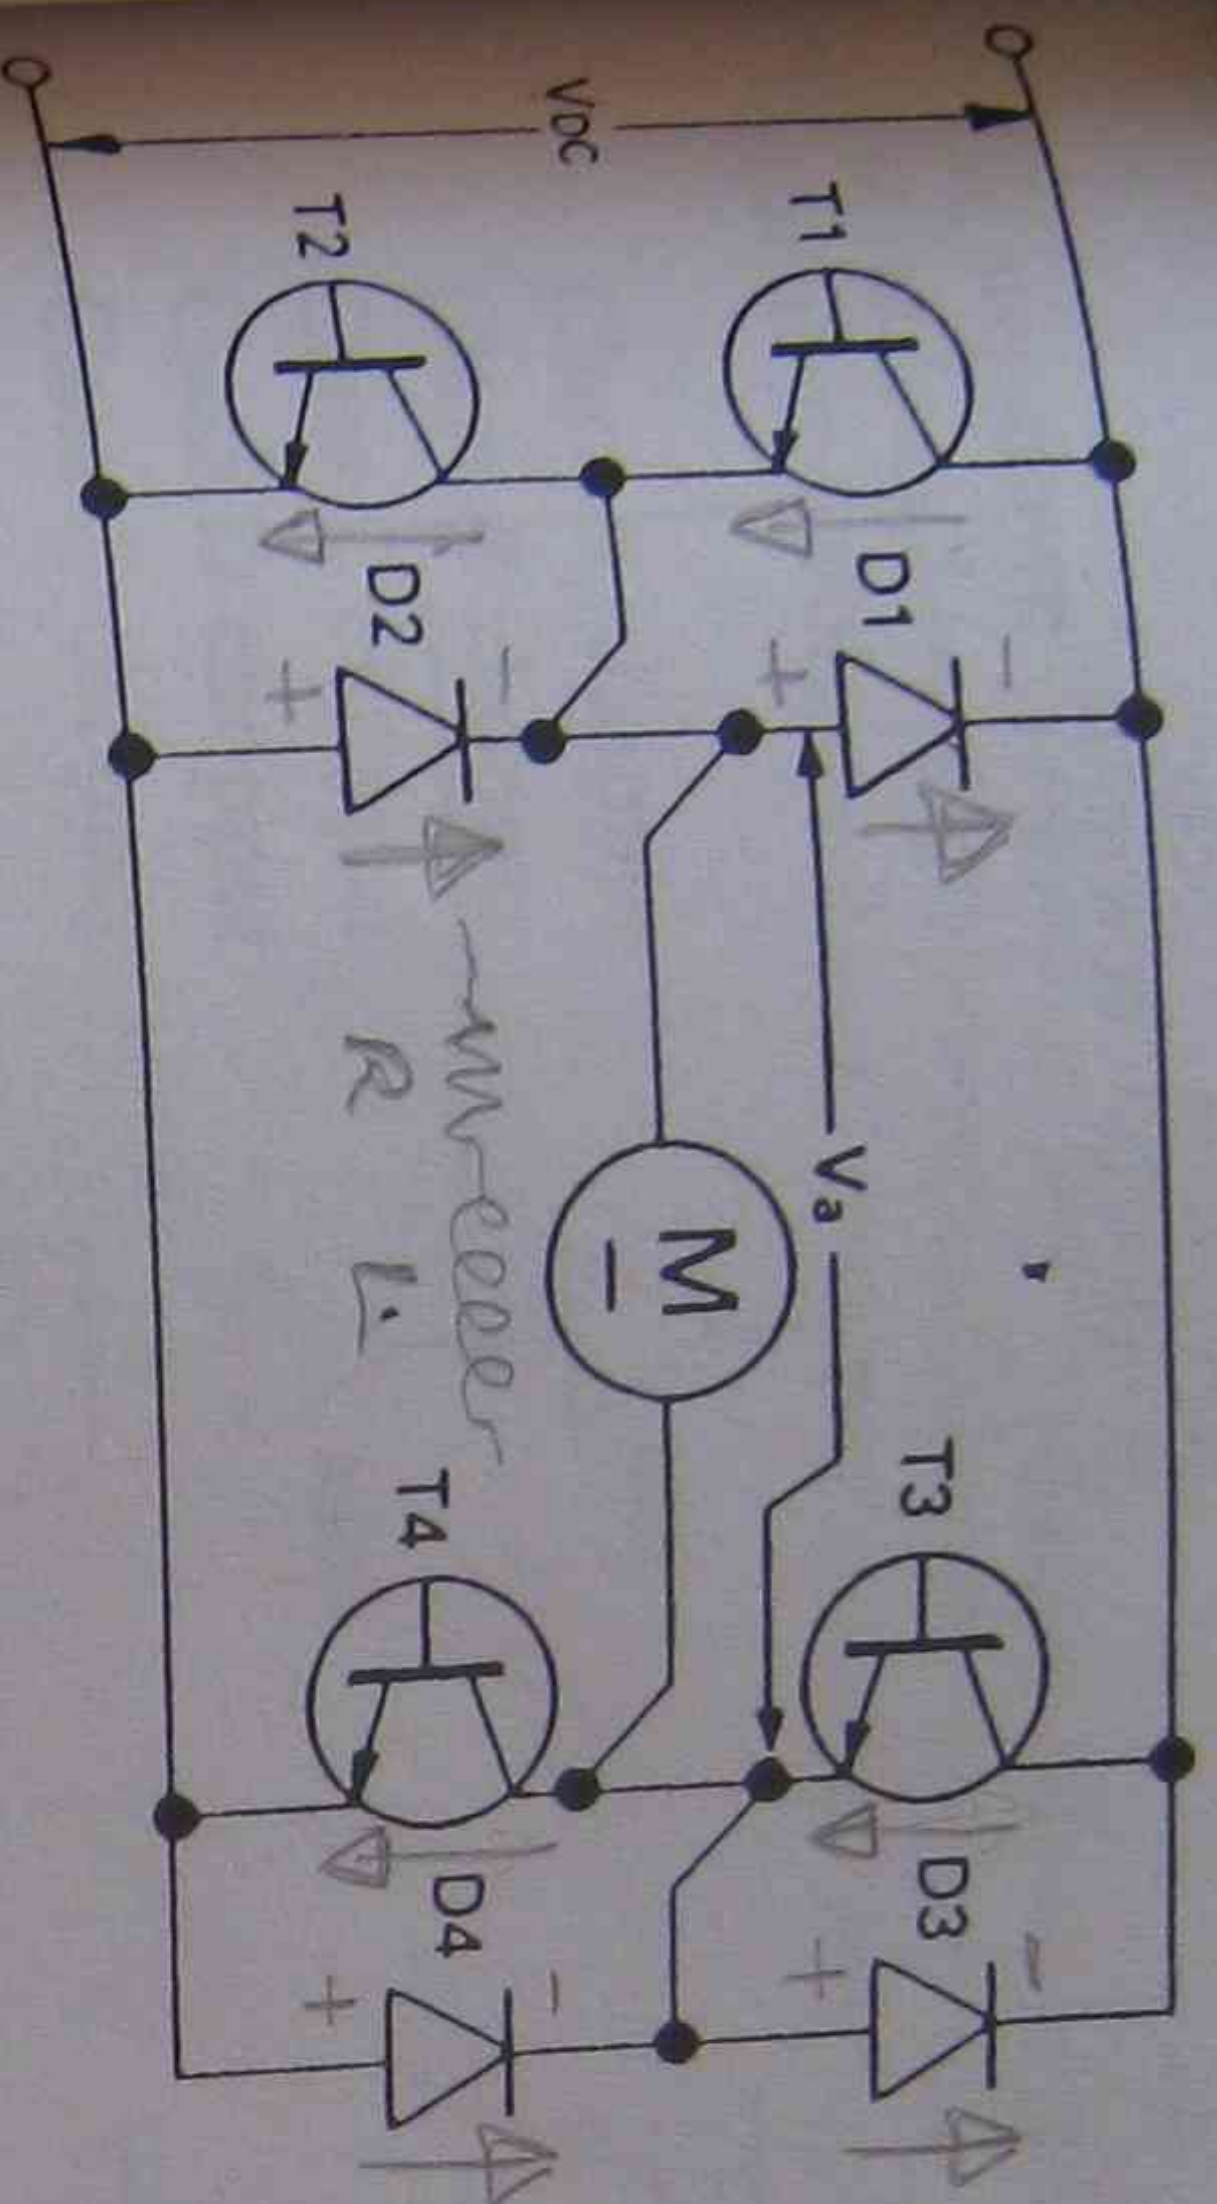 VDC
T1
D1
T3
D3
Va
M
T2
D2
T4
D4
R L
+
-
+
-
+
-
+
-